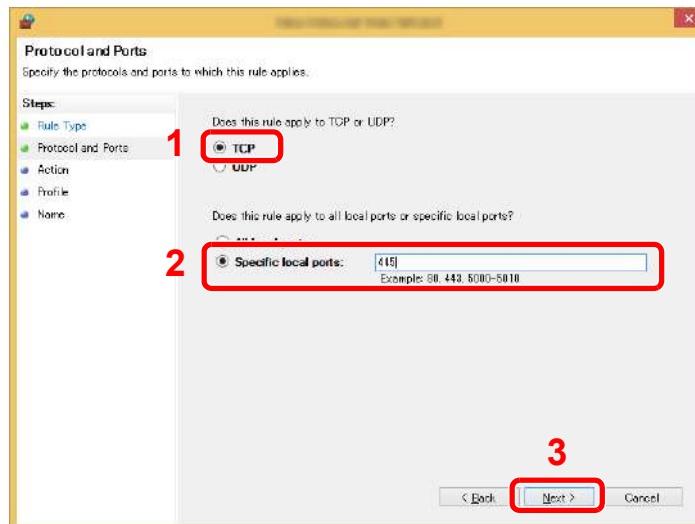 Protocol and Ports
Specify the protocols and ports to which this rule applies.
Steps:
Rule Type
Protocol and Ports
Action
Profile
Name
Does this rule apply to TCP or UDP?
1
TCP
UDP
Does this rule apply to all local ports or specific local ports?
2
Specific local ports:
445
Example: 80, 443, 5000-5010
3
< Back
Next >
Cancel